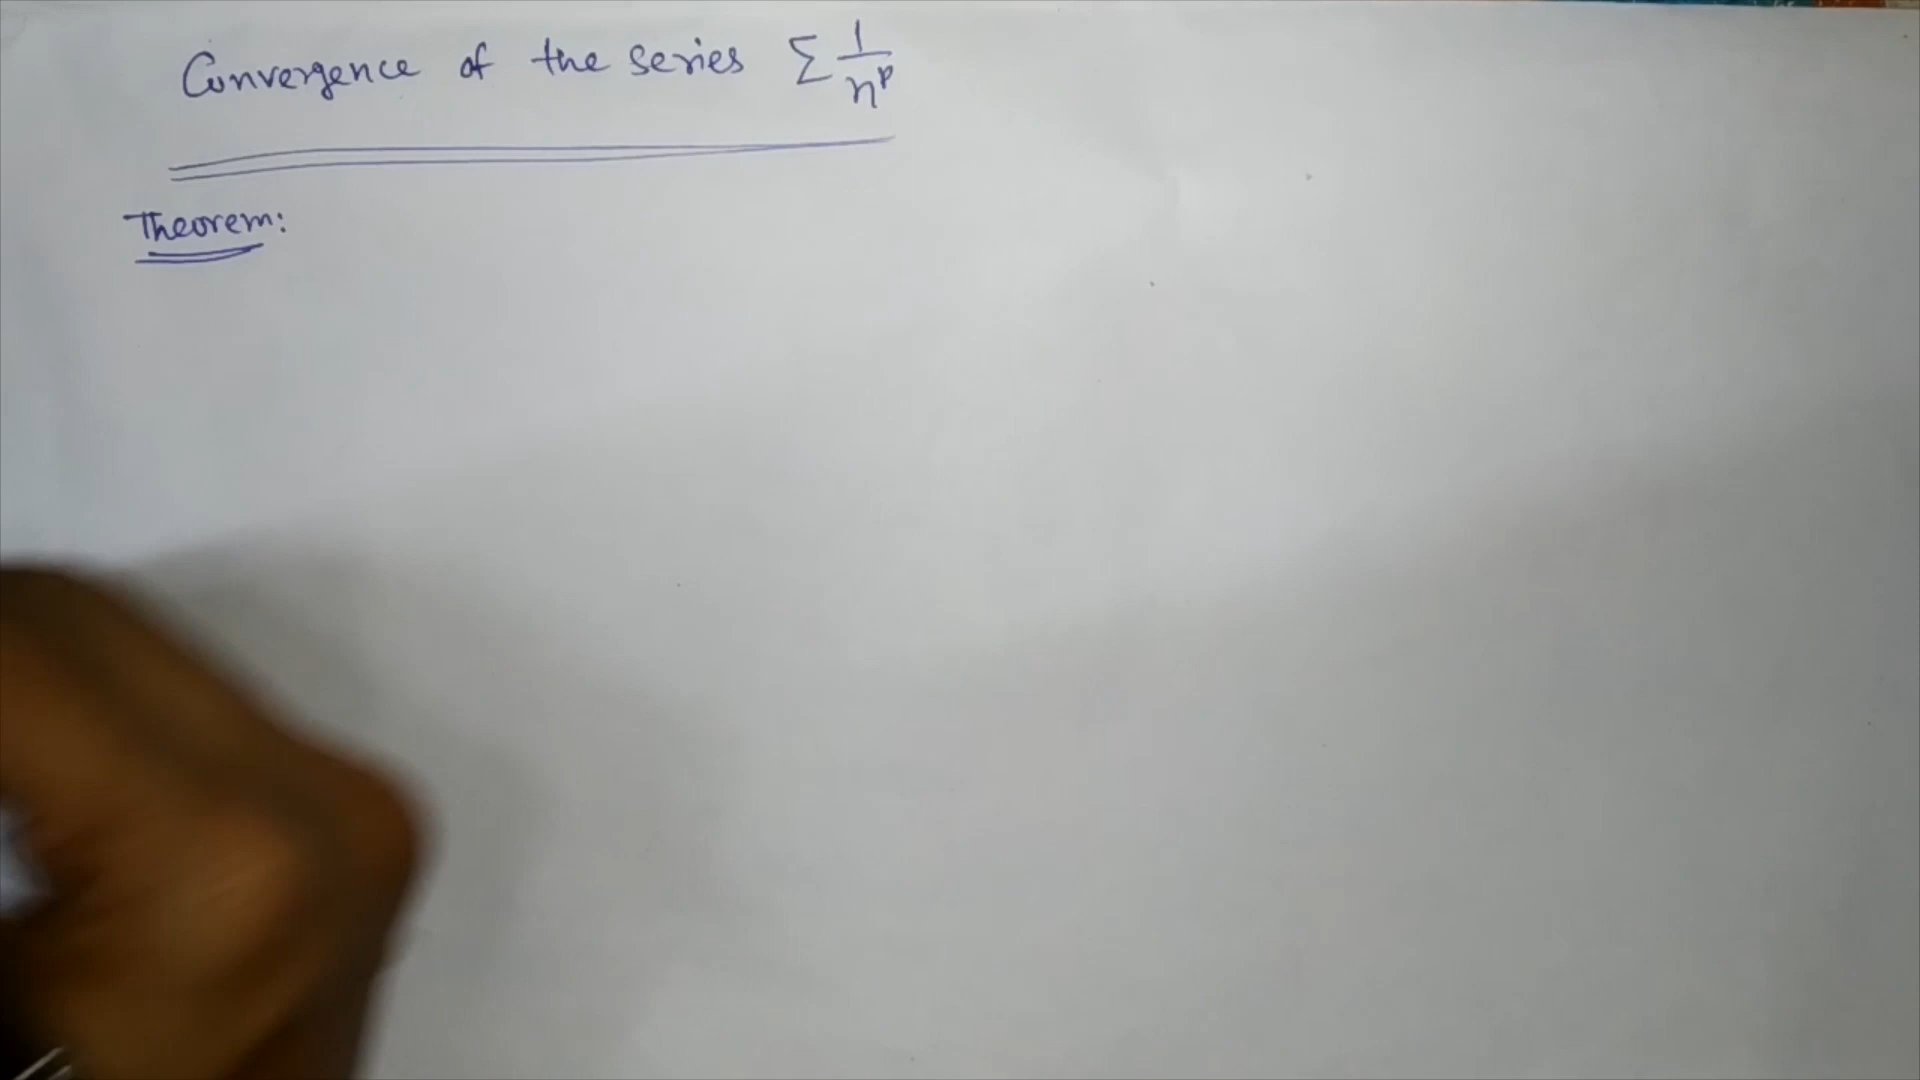 Convergence of the series Σ 1/n^p
Theorem: